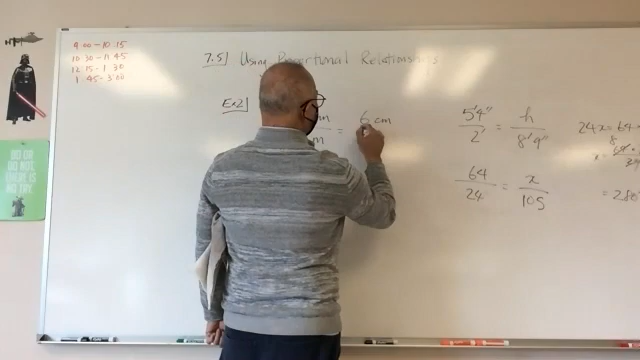 9:00-10:15
10:30-11:45
12:15-1:30
1:45-3:00
7.5 Using Proportional Relationships
Ex2
m = 6 cm
m
5'4" / 2' = h / 8'9"
64 / 24 = x / 105
24x = 64
8
= 280
DO OR
DO NOT.
THERE IS
NO TRY.